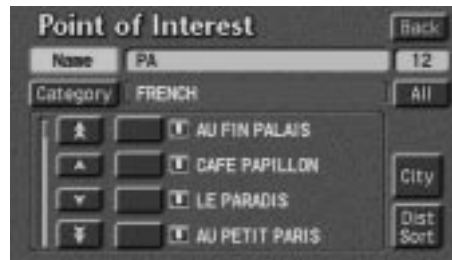 Point of Interest Back
Name PA 12
Category FRENCH All
AU FIN PALAIS
CAFE PAPILLON
LE PARADIS
AU PETIT PARIS
City
Dist
Sort